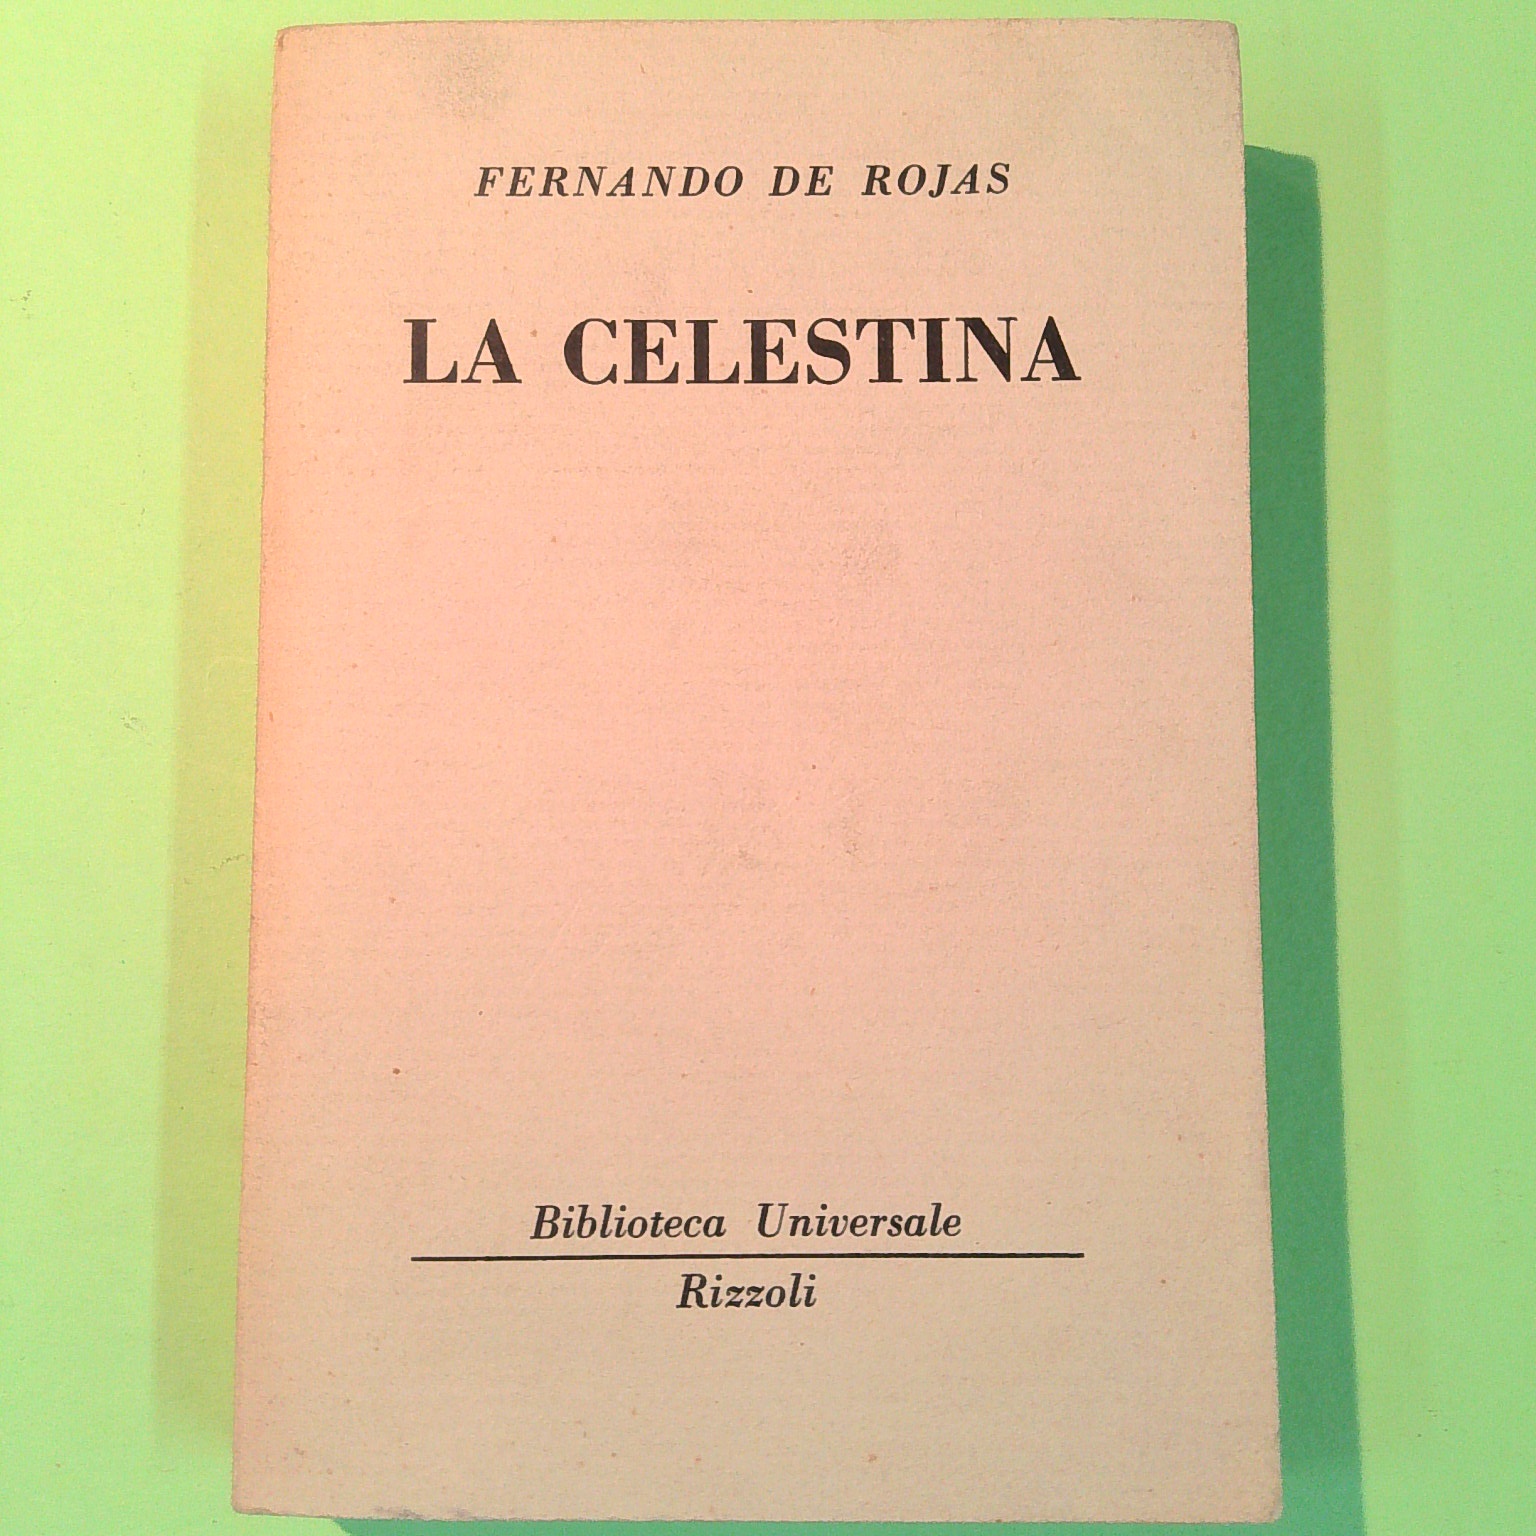 FERNANDO DE ROJAS
LA CELESTINA
Biblioteca Universale
Rizzoli